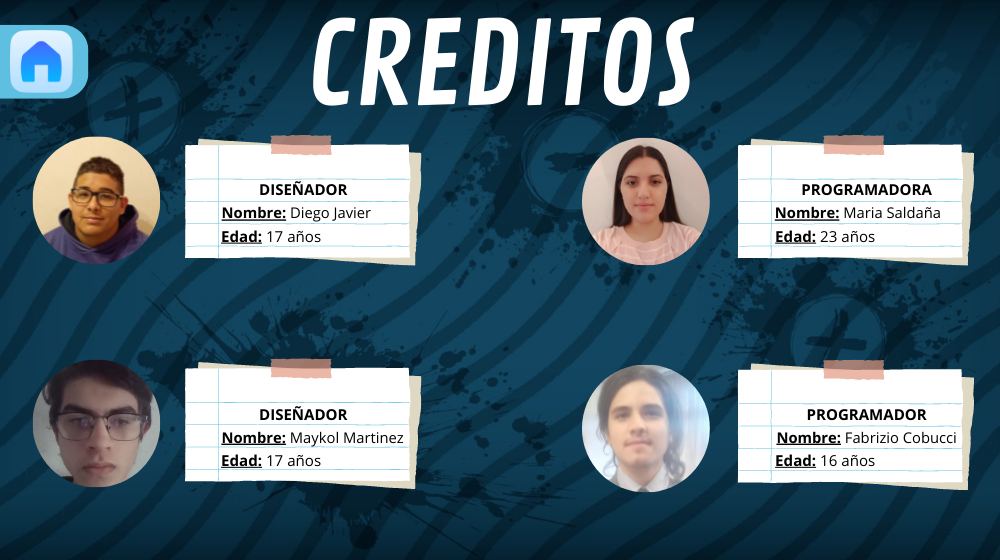 CREDITOS
DISEÑADOR
Nombre: Diego Javier
Edad: 17 años
PROGRAMADORA
Nombre: Maria Saldaña
Edad: 23 años
DISEÑADOR
Nombre: Maykol Martinez
Edad: 17 años
PROGRAMADOR
Nombre: Fabrizio Cobucci
Edad: 16 años